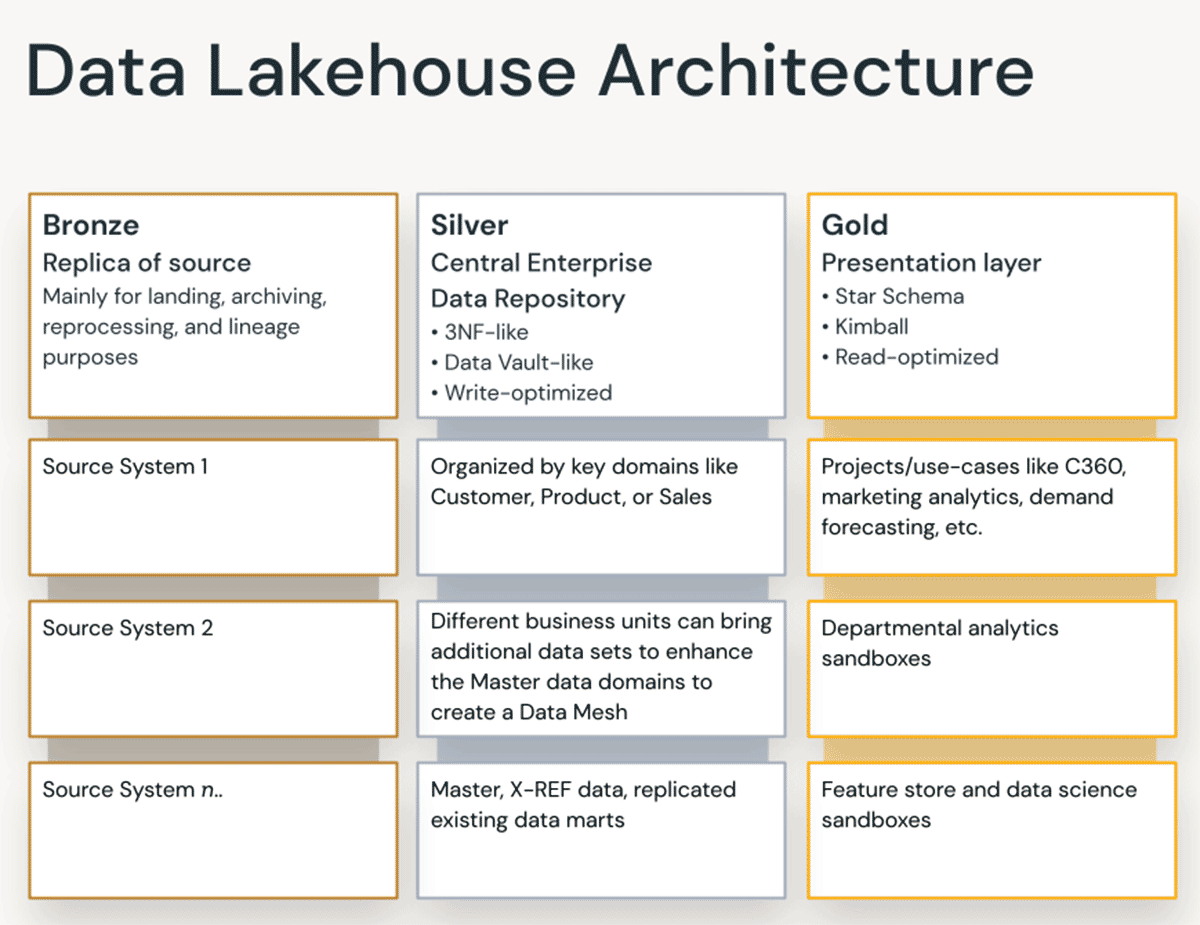 Data Lakehouse Architecture
Bronze
Replica of source
Mainly for landing, archiving,
reprocessing, and lineage
purposes
Silver
Central Enterprise
Data Repository
• 3NF-like
• Data Vault-like
• Write-optimized
Gold
Presentation layer
• Star Schema
• Kimball
• Read-optimized
Source System 1
Organized by key domains like
Customer, Product, or Sales
Projects/use-cases like C360,
marketing analytics, demand
forecasting, etc.
Source System 2
Different business units can bring
additional data sets to enhance
the Master data domains to
create a Data Mesh
Departmental analytics
sandboxes
Source System n..
Master, X-REF data, replicated
existing data marts
Feature store and data science
sandboxes